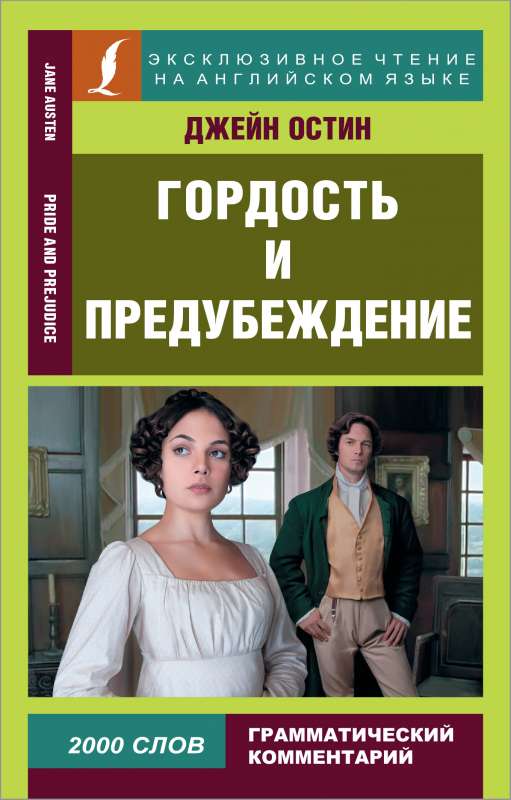 ЭКСКЛЮЗИВНОЕ ЧТЕНИЕ
НА АНГЛИЙСКОМ ЯЗЫКЕ
JANE AUSTEN
PRIDE AND PREJUDICE
ДЖЕЙН ОСТИН
ГОРДОСТЬ
И
ПРЕДУБЕЖДЕНИЕ
2000 СЛОВ
ГРАММАТИЧЕСКИЙ
КОММЕНТАРИЙ